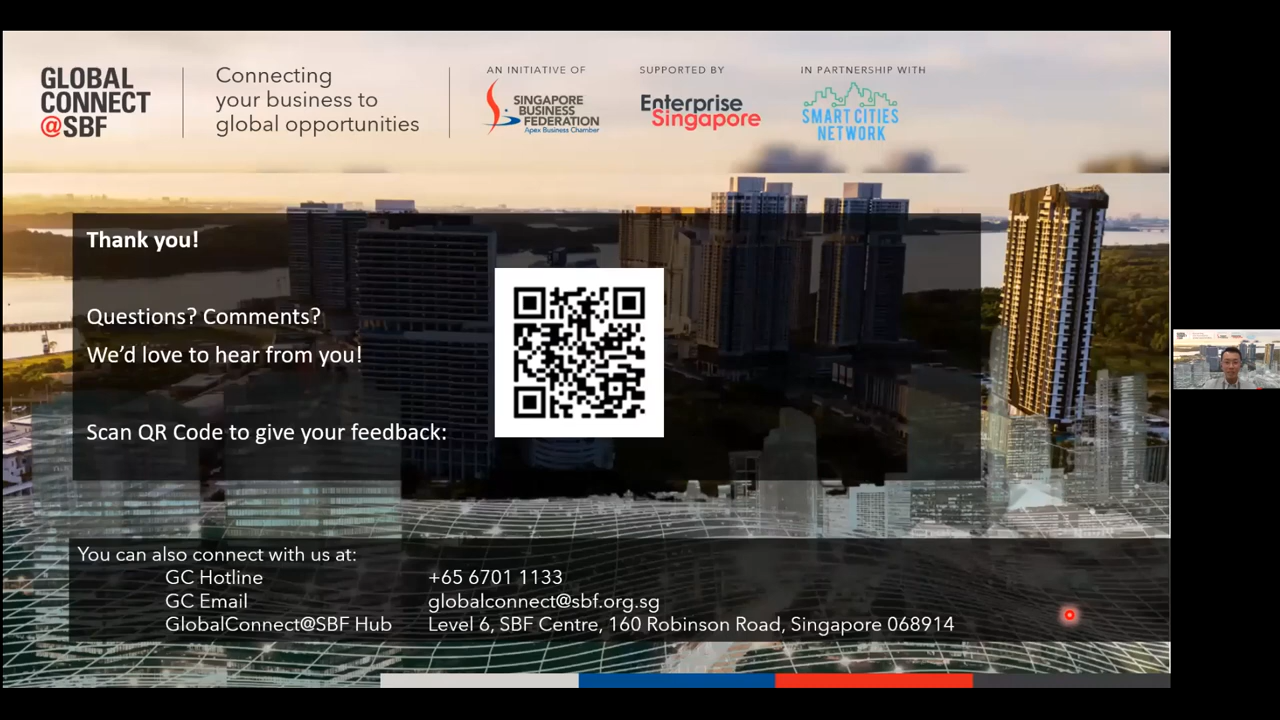 GLOBAL
CONNECT
@SBF
Connecting
your business to
global opportunities
AN INITIATIVE OF
SINGAPORE
BUSINESS
FEDERATION
Apex Business Chamber
SUPPORTED BY
Enterprise
Singapore
IN PARTNERSHIP WITH
SMART CITIES
NETWORK
Thank you!
Questions? Comments?
We'd love to hear from you!
Scan QR Code to give your feedback:
You can also connect with us at:
GC Hotline +65 6701 1133
GC Email globalconnect@sbf.org.sg
GlobalConnect@SBF Hub Level 6, SBF Centre, 160 Robinson Road, Singapore 068914